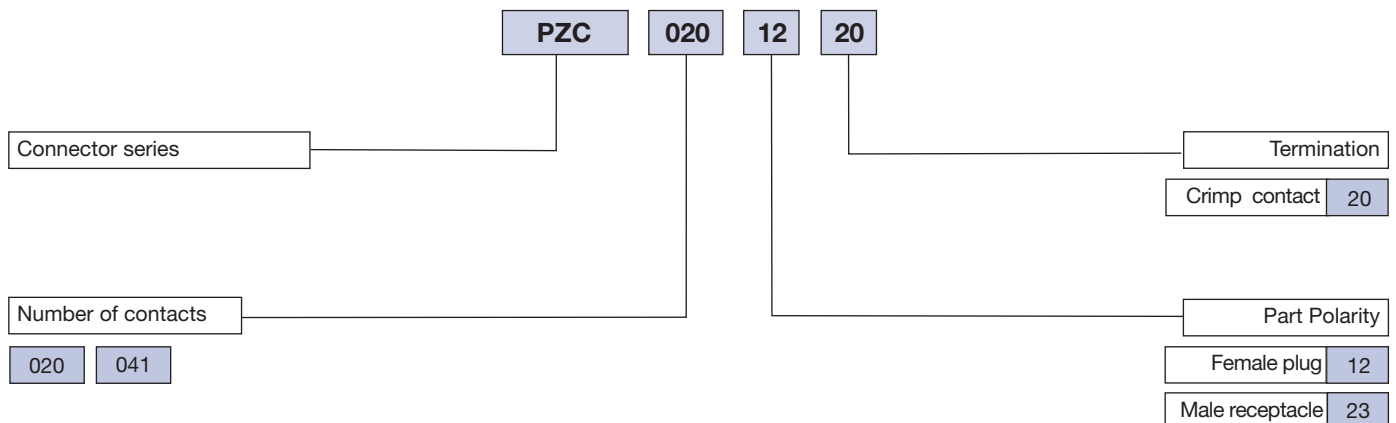 PZC 020 12 20
Connector series
Termination
Crimp contact 20
Number of contacts
Part Polarity
020 041
Female plug 12
Male receptacle 23